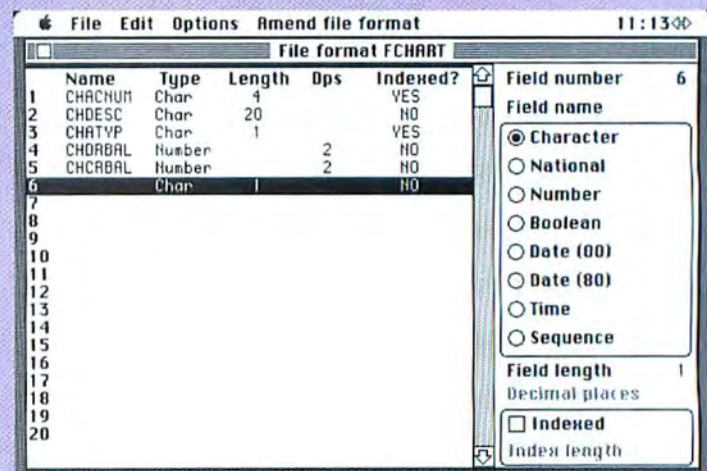 File Edit Options Amend file format 11:13
File format FCHART
Name Type Length Dps Indexed?
1 CHACNUM Char 4 YES
2 CHDESC Char 20 NO
3 CHATYP Char 1 YES
4 CHDRBAL Number 2 NO
5 CHCRBAL Number 2 NO
6 Char 1 NO
7
8
9
10
11
12
13
14
15
16
17
18
19
20
Field number 6
Field name
Character
National
Number
Boolean
Date (00)
Date (80)
Time
Sequence
Field length 1
Decimal places
Indexed
Index length